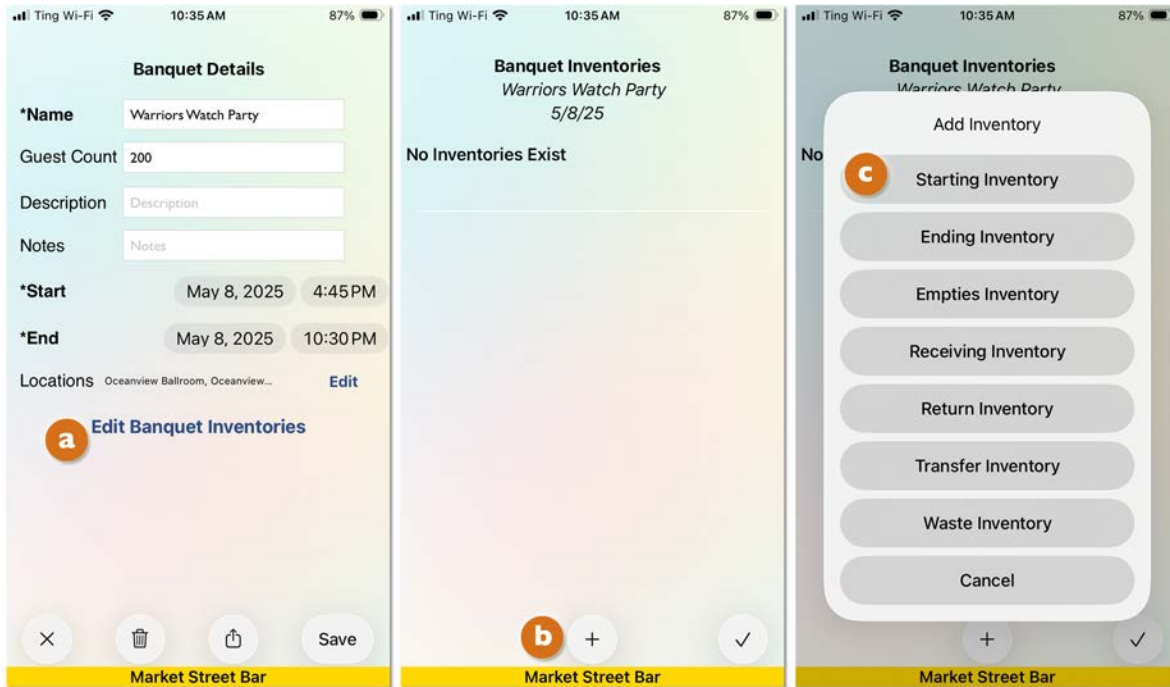 Ting Wi-Fi 10:35 AM 87%
Banquet Details
*Name Warriors Watch Party
Guest Count 200
Description Description
Notes Notes
*Start May 8, 2025 4:45 PM
*End May 8, 2025 10:30 PM
Locations Oceanview Ballroom, Oceanview... Edit
a Edit Banquet Inventories
Save
Market Street Bar
Ting Wi-Fi 10:35 AM 87%
Banquet Inventories
Warriors Watch Party
5/8/25
No Inventories Exist
b +
Market Street Bar
Ting Wi-Fi 10:35 AM 87%
Banquet Inventories
Warriors Watch Party
Add Inventory
No
c Starting Inventory
Ending Inventory
Empties Inventory
Receiving Inventory
Return Inventory
Transfer Inventory
Waste Inventory
Cancel
+
Market Street Bar